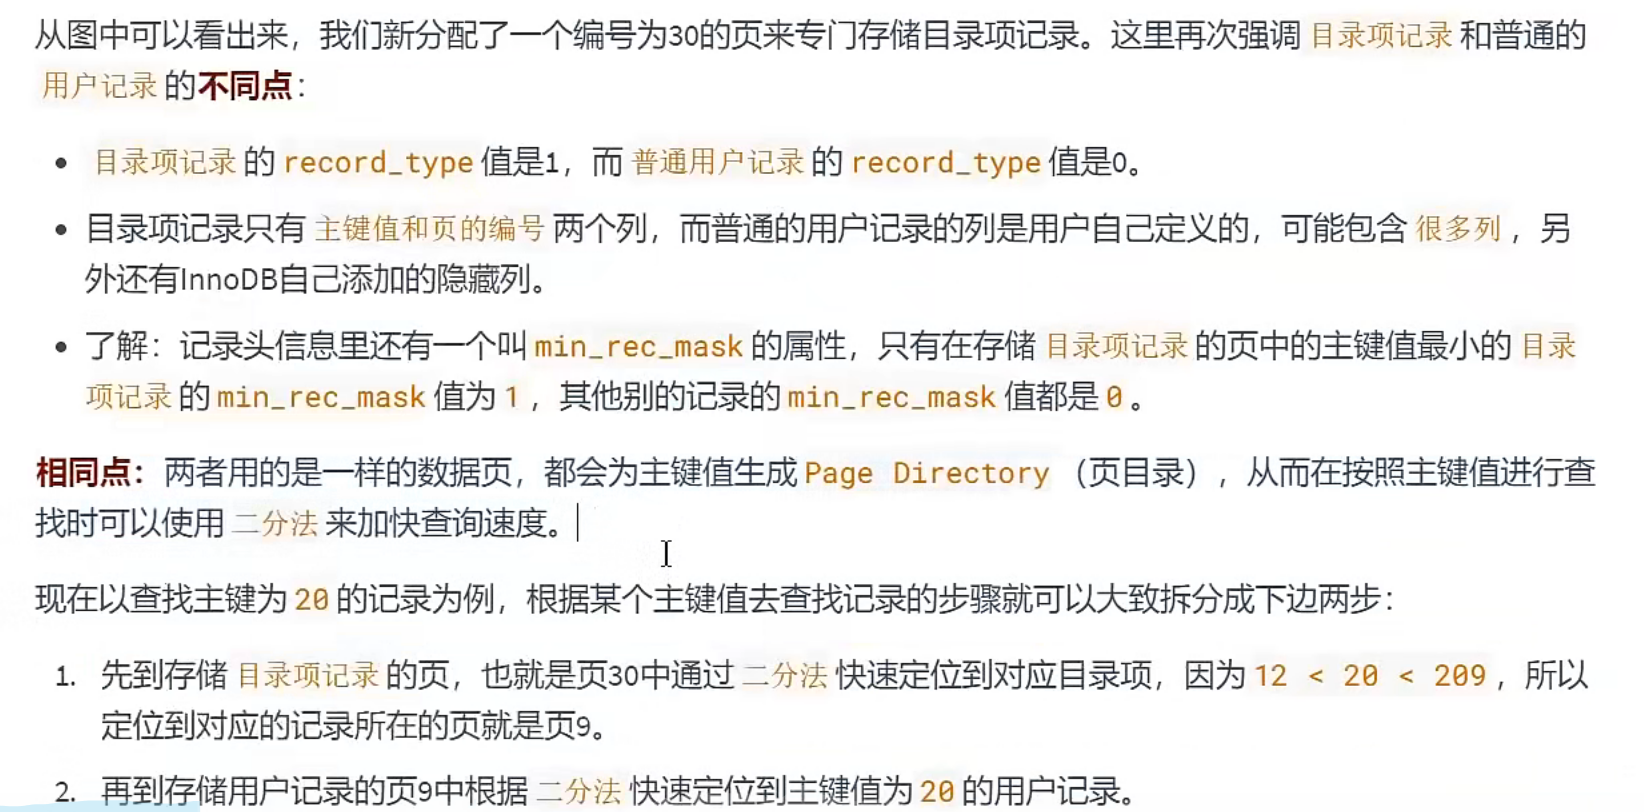 从图中可以看出来，我们新分配了一个编号为30的页来专门存储目录项记录。这里再次强调 目录项记录 和普通的
用户记录 的不同点：
• 目录项记录 的 record_type 值是1，而 普通用户记录 的 record_type 值是0。
• 目录项记录只有 主键值和页的编号 两个列，而普通的用户记录的列是用户自己定义的，可能包含 很多列 ，另
外还有InnoDB自己添加的隐藏列。
• 了解：记录头信息里还有一个叫 min_rec_mask 的属性，只有在存储 目录项记录 的页中的主键值最小的 目录
项记录 的 min_rec_mask 值为 1 ，其他别的记录的 min_rec_mask 值都是 0 。
相同点：两者用的是一样的数据页，都会为主键值生成 Page Directory （页目录），从而在按照主键值进行查
找时可以使用 二分法 来加快查询速度。
现在以查找主键为 20 的记录为例，根据某个主键值去查找记录的步骤就可以大致拆分成下边两步：
1. 先到存储 目录项记录 的页，也就是页30中通过 二分法 快速定位到对应目录项，因为 12 < 20 < 209 ，所以
定位到对应的记录所在的页就是页9。
2. 再到存储用户记录的页9中根据 二分法 快速定位到主键值为 20 的用户记录。